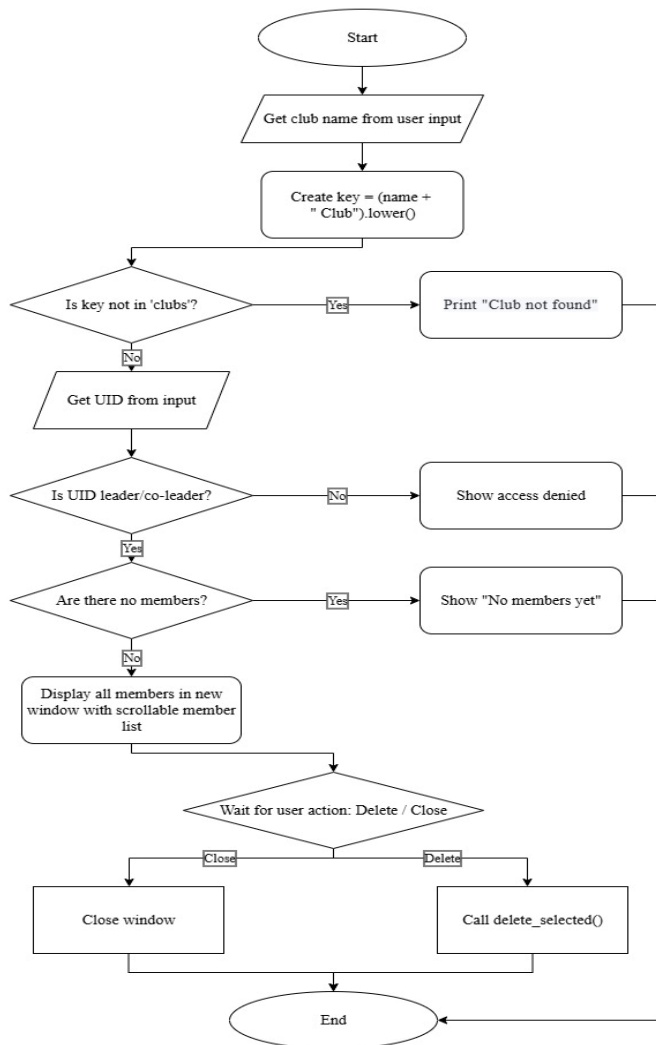 Start
Get club name from user input
Create key = (name +
" Club").lower()
Is key not in 'clubs'?
Yes
Print "Club not found"
No
Get UID from input
Is UID leader/co-leader?
No
Show access denied
Yes
Are there no members?
Yes
Show "No members yet"
No
Display all members in new
window with scrollable member
list
Wait for user action: Delete / Close
Close
Delete
Close window
Call delete_selected()
End